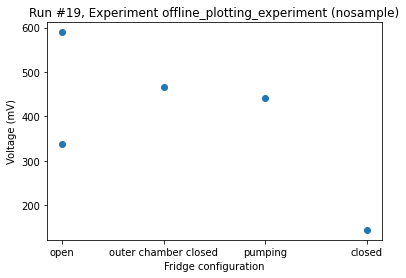 Run #19, Experiment offline_plotting_experiment (nosample)
600
500
400
300
200
Voltage (mV)
open
outer chamber closed
pumping
closed
Fridge configuration